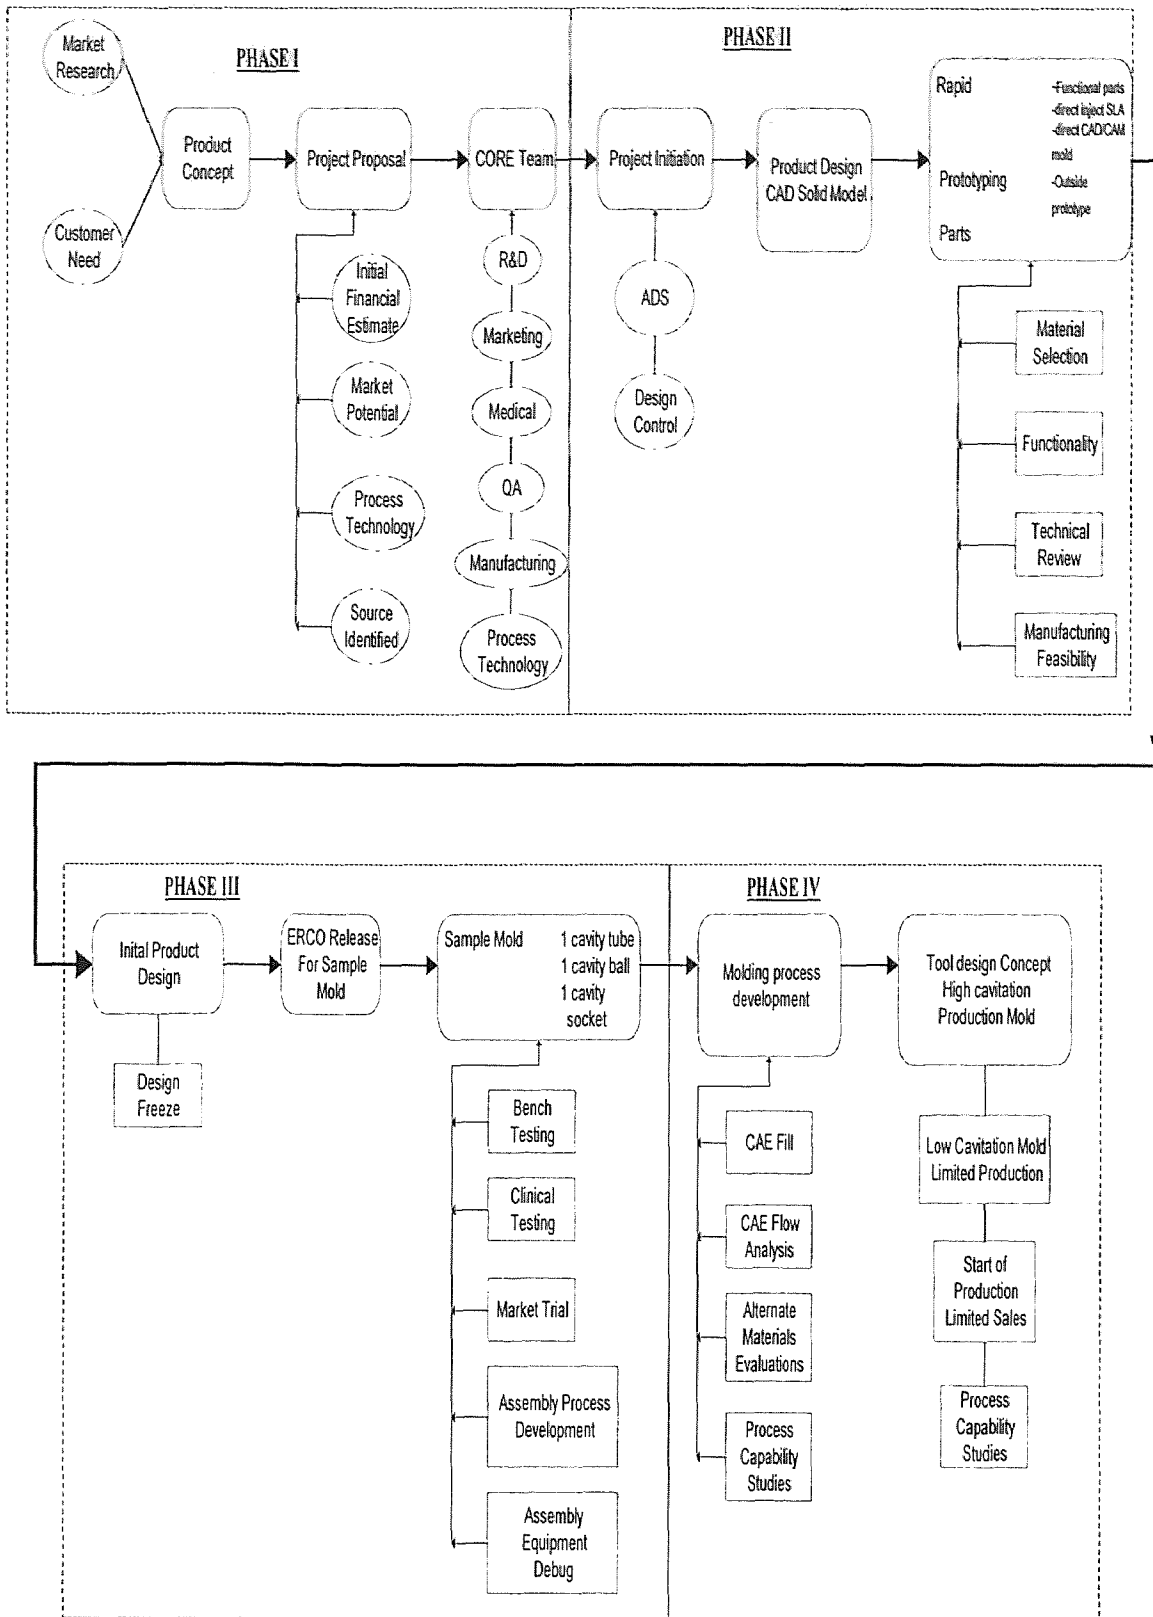 PHASE I
Market
Research
Customer
Need
Product
Concept
Project Proposal
Initial
Financial
Estimate
Market
Potential
Process
Technology
Source
Identified
CORE Team
R&D
Marketing
Medical
QA
Manufacturing
Process
Technology
PHASE II
Project Initiation
ADS
Design
Control
Product Design
CAD Solid Model
Rapid
Prototyping
Parts
-Functional parts
-direct inject SLA
-direct CAD/CAM
mold
-Outside
prototype
Material
Selection
Functionality
Technical
Review
Manufacturing
Feasibility
PHASE III
Inital Product
Design
Design
Freeze
ERCO Release
For Sample
Mold
Sample Mold
1 cavity tube
1 cavity ball
1 cavity
socket
Bench
Testing
Clinical
Testing
Market Trial
Assembly Process
Development
Assembly
Equipment
Debug
PHASE IV
Molding process
development
CAE Fill
CAE Flow
Analysis
Alternate
Materials
Evaluations
Process
Capability
Studies
Tool design Concept
High cavitation
Production Mold
Low Cavitation Mold
Limited Production
Start of
Production
Limited Sales
Process
Capability
Studies